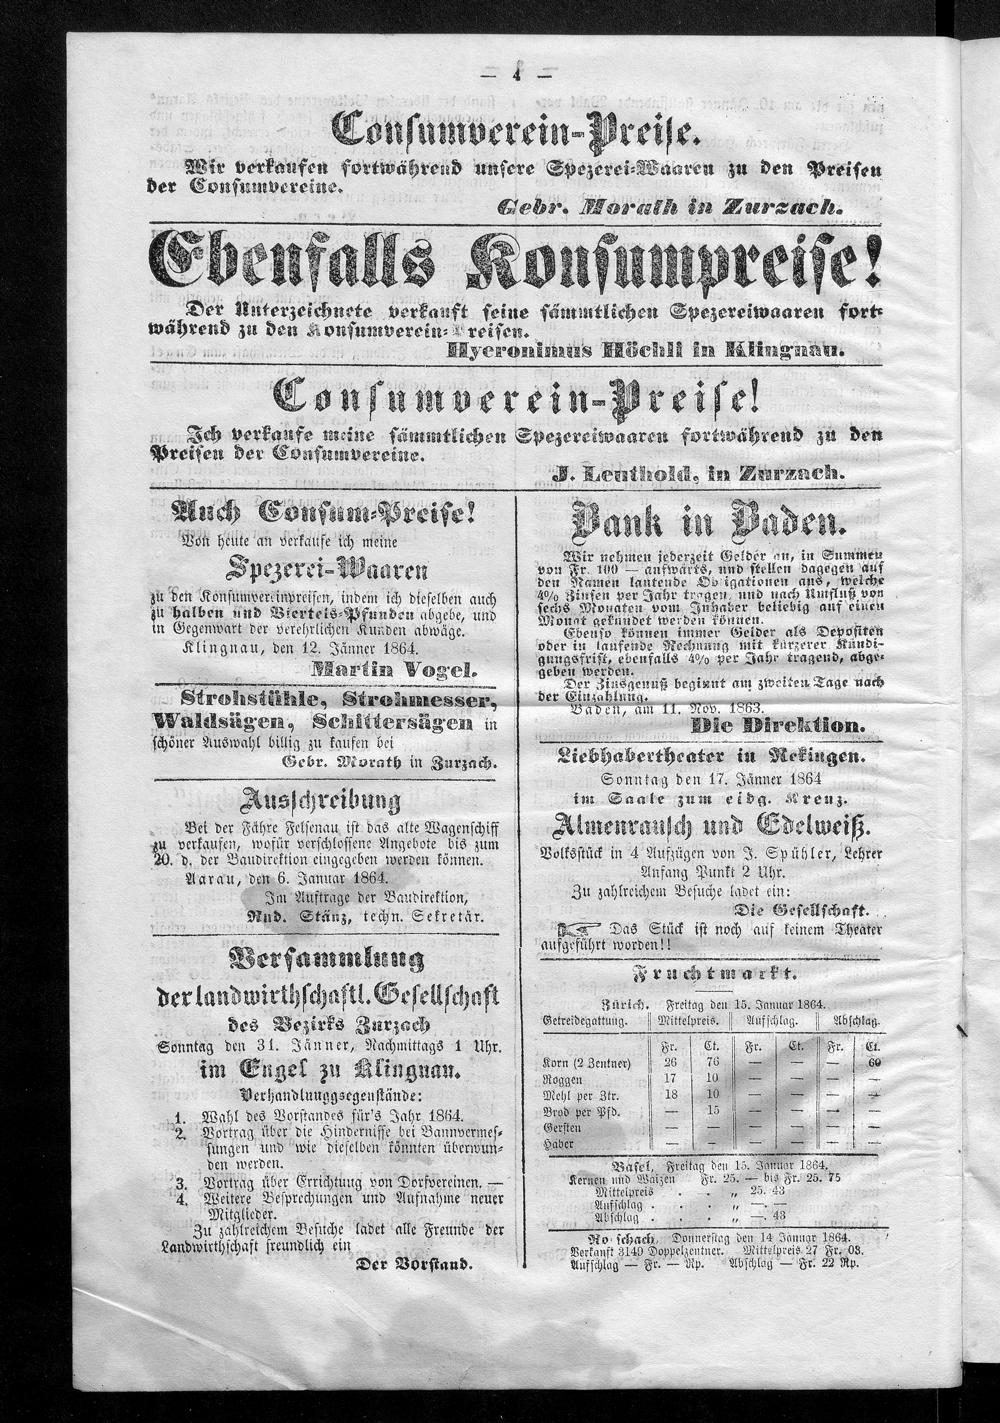 — 4 —
Consumverein-Preise.
Wir verkaufen fortwährend unsere Spezerei-Waaren zu den Preisen
der Consumvereine.
Gebr. Morath in Zurzach.
Ebenfalls Konsumpreise!
Der Unterzeichnete verkauft seine sämmtlichen Spezereiwaaren fort-
während zu den Konsumverein-Preisen.
Hyeronimus Höchli in Klingnau.
Consumverein-Preise!
Ich verkaufe meine sämmtlichen Spezereiwaaren fortwährend zu den
Preisen der Consumvereine.
J. Leuthold, in Zurzach.
Auch Consum-Preise!
Von heute an verkaufe ich meine
Spezerei-Waaren
zu den Konsumvereinpreisen, indem ich dieselben auch
zu halben und Viertels-Pfunden abgebe, und
in Gegenwart der verehrlichen Kunden abwäge.
Klingnau, den 12. Jänner 1864.
Martin Vogel.
Strohstühle, Strohmesser,
Waldsägen, Schittersägen in
schöner Auswahl billig zu kaufen bei
Gebr. Morath in Zurzach.
Ausschreibung
Bei der Fähre Felsenau ist das alte Wagenschiff
zu verkaufen, wofür verschlossene Angebote bis zum
20. d. der Baudirektion eingegeben werden können.
Aarau, den 6. Januar 1864.
Im Auftrage der Baudirektion,
Rud. Stänz, techn. Sekretär.
Versammlung
der landwirthschaftl. Gesellschaft
des Bezirks Zurzach
Sonntag den 31. Jänner, Nachmittags 1 Uhr.
im Engel zu Klingnau.
Verhandlunggsegenstände:
1. Wahl des Vorstandes für's Jahr 1864.
2. Vortrag über die Hindernisse bei Bannvermes-
sungen und wie dieselben könnten überwun-
den werden.
3. Vortrag über Errichtung von Dorfvereinen. —
4. Weitere Besprechungen und Aufnahme neuer
Mitglieder.
Zu zahlreichem Besuche ladet alle Freunde der
Landwirthschaft freundlich ein
Der Vorstand.
Bank in Baden.
Wir nehmen jederzeit Gelder an, in Summen
von Fr. 100 — aufwärts, und stellen dagegen auf
den Namen lautende Obligationen aus, welche
4% Zinsen per Jahr tragen, und nach Umfluß von
sechs Monaten vom Inhaber beliebig auf einen
Monat gekündet werden können.
Ebenso können immer Gelder als Depositen
oder in laufende Rechnung mit kürzerer Kündi-
gungsfrist, ebenfalls 4% per Jahr tragend, abge-
geben werden.
Der Zinsgenuß beginnt am zweiten Tage nach
der Einzahlung.
Baden, am 11. Nov. 1863.
Die Direktion.
Liebhabertheater in Rekingen.
Sonntag den 17. Jänner 1864
im Saale zum eidg. Kreuz.
Almenrausch und Edelweiß.
Volksstück in 4 Aufzügen von J. Spühler, Lehrer
Anfang Punkt 2 Uhr.
Zu zahlreichem Besuche ladet ein:
Die Gesellschaft.
Das Stück ist noch auf keinem Theater
aufgeführt worden!!
Fruchtmarkt.
Zürich. Freitag den 15. Januar 1864.
Getreidegattung. Mittelpreis. Aufschlag. Abschlag.
Fr. Ct. Fr. Ct. Fr. Ct.
Korn (2 Zentner) 26 76 — — — 60
Roggen 17 10 — — — —
Mehl per Ztr. 18 10 — — — —
Brod per Pfd. — 15 — — — —
Gersten — — — — — —
Haber — — — — — —
Basel, Freitag den 15. Januar 1864.
Kernen und Waizen Fr. 25. — bis Fr. 25. 75
Mittelpreis . . „ 25. 43
Aufschlag . . . „ —. —
Abschlag . . . „ —. 43
Rorschach, Donnerstag den 14 Januar 1864.
Verkauft 3149 Doppelzentner. Mittelpreis 27 Fr. 03.
Aufschlag — Fr. — Rp. Abschlag — Fr. 22 Rp.